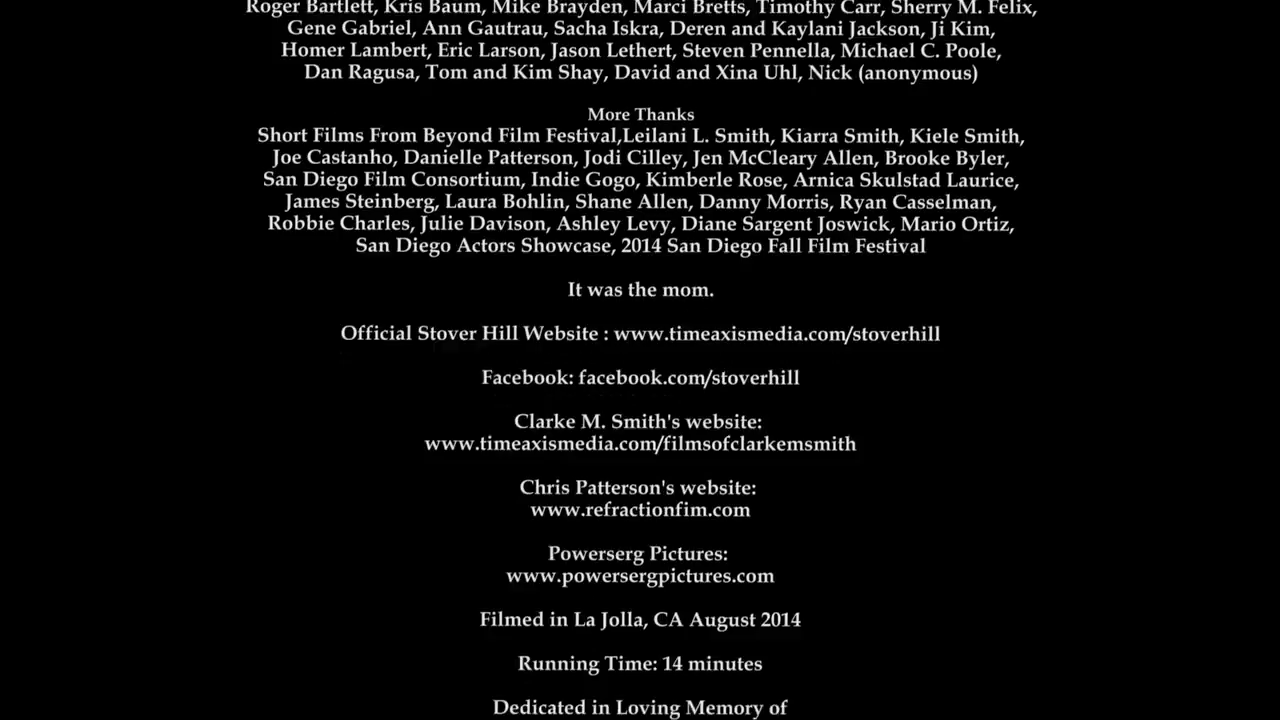 Roger Bartlett, Kris Baum, Mike Brayden, Marci Bretts, Timothy Carr, Sherry M. Felix,
Gene Gabriel, Ann Gautrau, Sacha Iskra, Deren and Kaylani Jackson, Ji Kim,
Homer Lambert, Eric Larson, Jason Lethert, Steven Pennella, Michael C. Poole,
Dan Ragusa, Tom and Kim Shay, David and Xina Uhl, Nick (anonymous)
More Thanks
Short Films From Beyond Film Festival,Leilani L. Smith, Kiarra Smith, Kiele Smith,
Joe Castanho, Danielle Patterson, Jodi Cilley, Jen McCleary Allen, Brooke Byler,
San Diego Film Consortium, Indie Gogo, Kimberle Rose, Arnica Skulstad Laurice,
James Steinberg, Laura Bohlin, Shane Allen, Danny Morris, Ryan Casselman,
Robbie Charles, Julie Davison, Ashley Levy, Diane Sargent Joswick, Mario Ortiz,
San Diego Actors Showcase, 2014 San Diego Fall Film Festival
It was the mom.
Official Stover Hill Website : www.timeaxismedia.com/stoverhill
Facebook: facebook.com/stoverhill
Clarke M. Smith's website:
www.timeaxismedia.com/filmsofclarkemsmith
Chris Patterson's website:
www.refractionfim.com
Powerserg Pictures:
www.powersergpictures.com
Filmed in La Jolla, CA August 2014
Running Time: 14 minutes
Dedicated in Loving Memory of